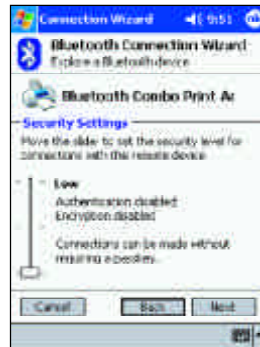 Connection Wizard 9:51 ok
Bluetooth Connection Wizard
Explore a Bluetooth device
Bluetooth Combo Print Ac
Security Settings
Move the slider to set the security level for
connections with this remote device
Low
Authentication disabled
Encryption disabled
Connections can be made without
requiring a passkey.
Cancel Back Next